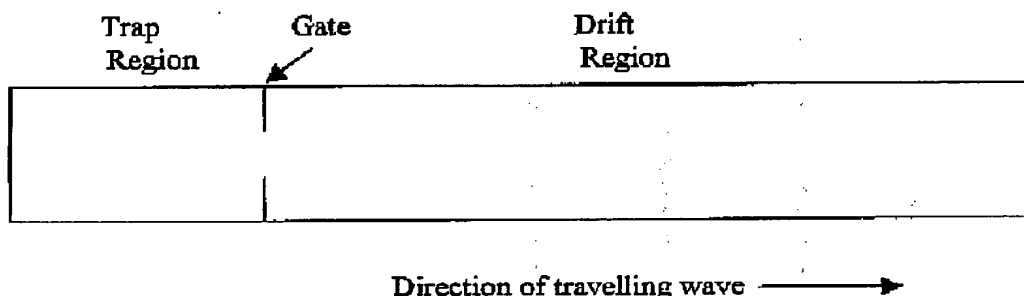 Trap
Region
Gate
Drift
Region
Direction of travelling wave